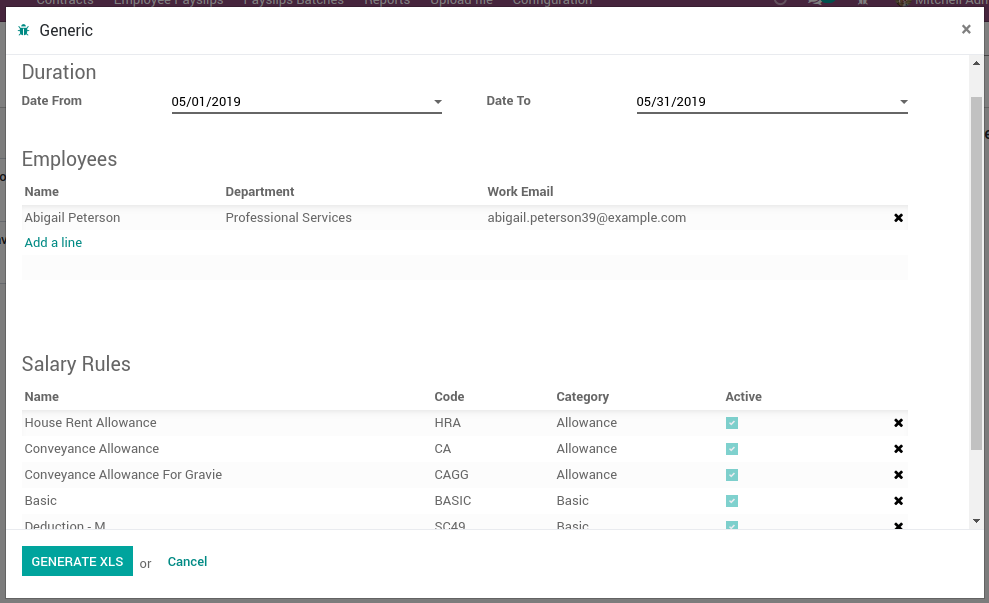 Contracts Employee Payslips Payslips Batches Reports Upload file Configuration Mitchell Adm
Generic ×
Duration
Date From 05/01/2019 Date To 05/31/2019
Employees
Name Department Work Email
Abigail Peterson Professional Services abigail.peterson39@example.com
Add a line
Salary Rules
Name Code Category Active
House Rent Allowance HRA Allowance
Conveyance Allowance CA Allowance
Conveyance Allowance For Gravie CAGG Allowance
Basic BASIC Basic
Deduction - M SC49 Basic
GENERATE XLS or Cancel